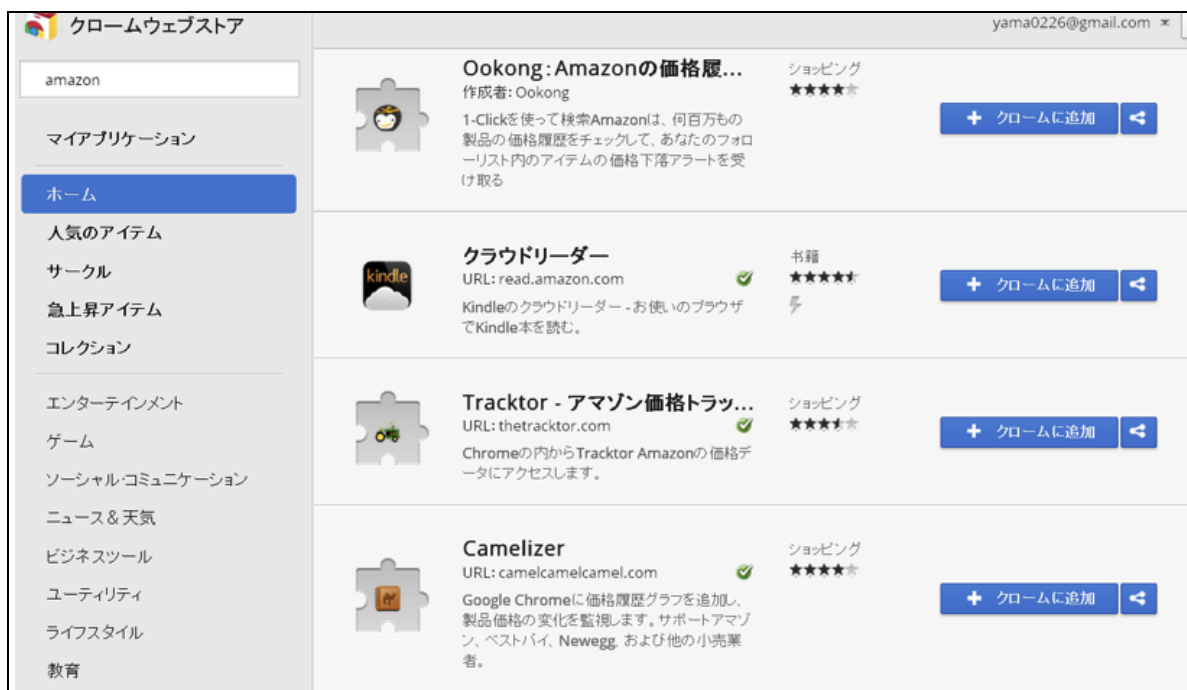 クロームウェブストア
yama0226@gmail.com
amazon
マイアプリケーション
ホーム
人気のアイテム
サークル
急上昇アイテム
コレクション
エンターテインメント
ゲーム
ソーシャル·コミュニケーション
ニュース&天気
ビジネスツール
ユーティリティ
ライフスタイル
教育
Ookong:Amazonの価格履...
作成者: Ookong
1-Clickを使って検索Amazonは、何百万もの
製品の価格履歴をチェックして、あなたのフォロ
ーリスト内のアイテムの価格下落アラートを受
け取る
ショッピング
クロームに追加
クラウドリーダー
URL: read.amazon.com
Kindleのクラウドリーダー - お使いのブラウザ
でKindle本を読む。
书籍
クロームに追加
kindle
Tracktor - アマゾン価格トラッ...
URL: thetracktor.com
Chromeの内からTracktor Amazonの価格デ
ータにアクセスします。
ショッピング
クロームに追加
Camelizer
URL: camelcamelcamel.com
Google Chromeに価格履歴グラフを追加し、
製品価格の変化を監視します。サポートアマゾ
ン、ベストバイ、Newegg, および他の小売業
者。
ショッピング
クロームに追加